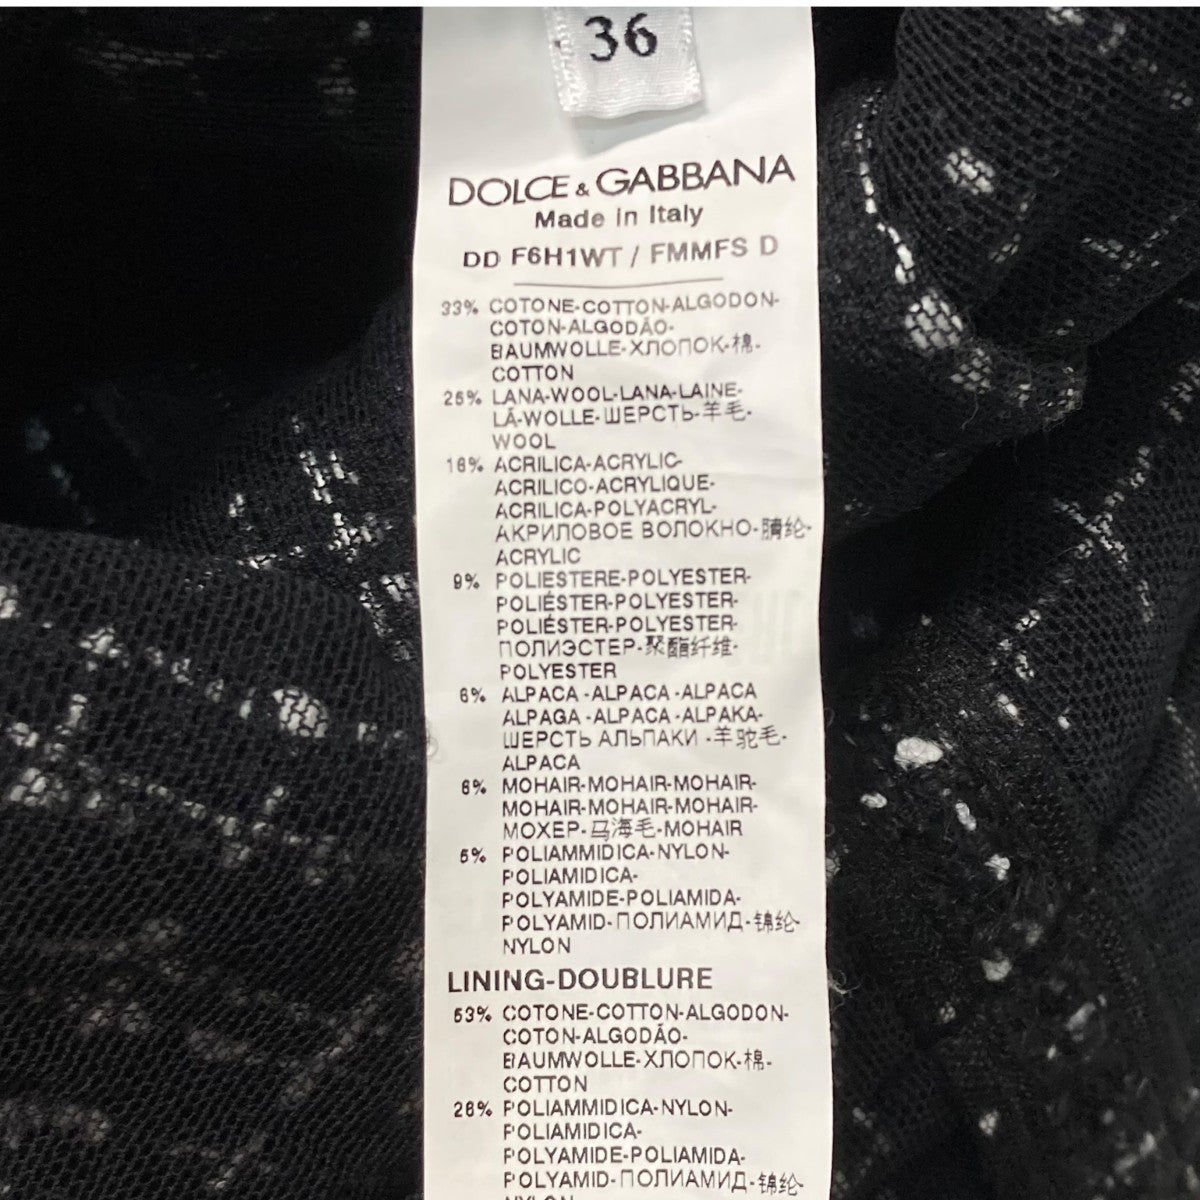 36
DOLCE & GABBANA
Made in Italy
DD F6H1WT / FMMFS D
33% COTONE-COTTON-ALGODON-
COTON-ALGODÃO-
BAUMWOLLE-ХЛОПОК-棉-
COTTON
25% LANA-WOOL-LANA-LAINE-
LÃ-WOLLE-ШЕРСТЬ-羊毛-
WOOL
16% ACRILICA-ACRYLIC-
ACRILICO-ACRYLIQUE-
ACRILICA-POLYACRYL-
АКРИЛОВОЕ ВОЛОКНО-腈纶-
ACRYLIC
9% POLIESTERE-POLYESTER-
POLIÉSTER-POLYESTER-
POLIÉSTER-POLYESTER-
ПОЛИЭСТЕР-聚酯纤维-
POLYESTER
6% ALPACA -ALPACA -ALPACA
ALPAGA -ALPACA -ALPAKA-
ШЕРСТЬ АЛЬПАКИ -羊驼毛-
ALPACA
6% MOHAIR-MOHAIR-MOHAIR-
MOHAIR-MOHAIR-MOHAIR-
МОХЕР-马海毛-MOHAIR
5% POLIAMMIDICA-NYLON-
POLIAMIDICA-
POLYAMIDE-POLIAMIDA-
POLYAMID-ПОЛИАМИД-锦纶-
NYLON
LINING-DOUBLURE
53% COTONE-COTTON-ALGODON-
COTON-ALGODÃO-
BAUMWOLLE-ХЛОПОК-棉-
COTTON
26% POLIAMMIDICA-NYLON-
POLIAMIDICA-
POLYAMIDE-POLIAMIDA-
POLYAMID-ПОЛИАМИД-锦纶-
NYLON